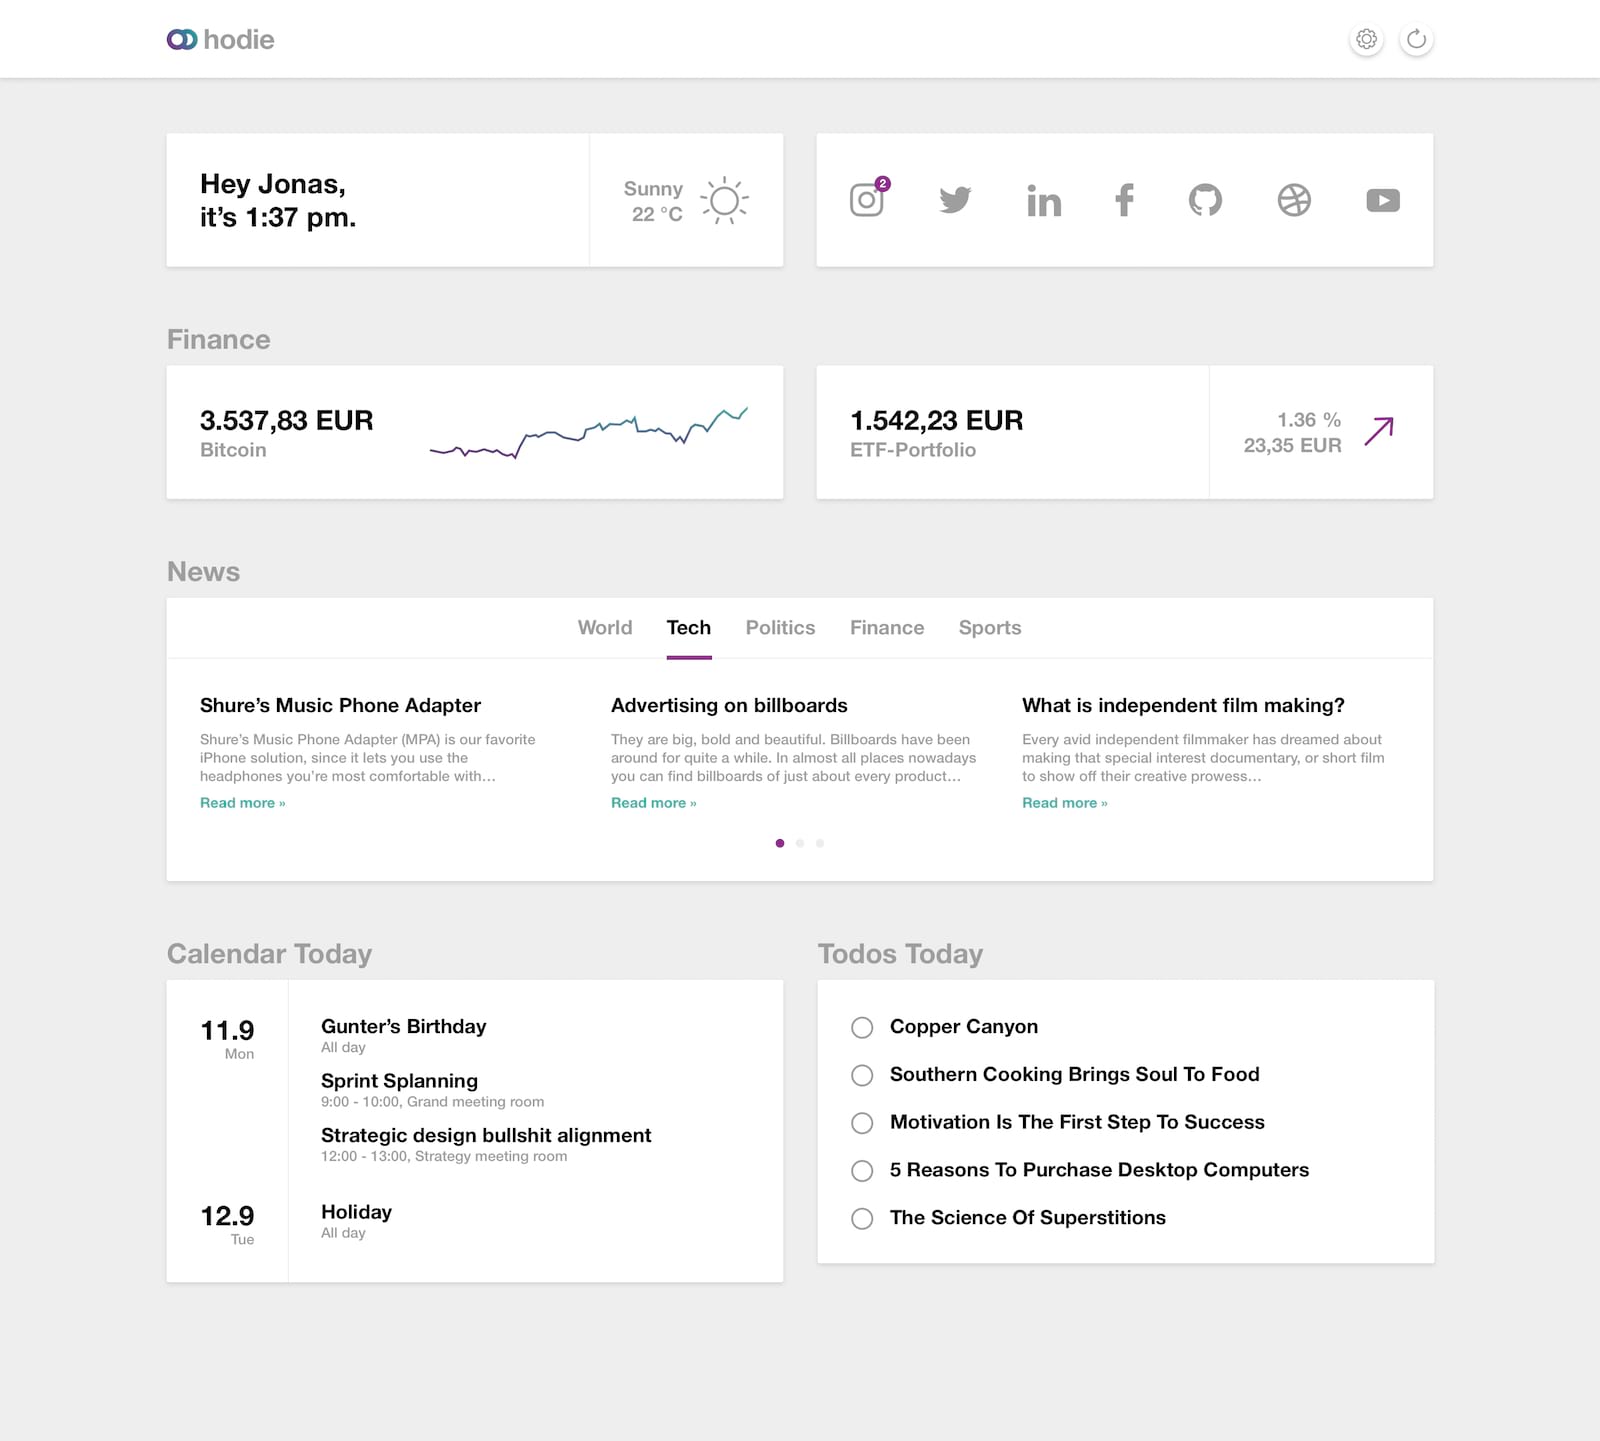 hodie
Hey Jonas,
it’s 1:37 pm.
Sunny
22 °C
2
Finance
3.537,83 EUR
Bitcoin
1.542,23 EUR
ETF-Portfolio
1.36 %
23,35 EUR
News
World Tech Politics Finance Sports
Shure’s Music Phone Adapter
Shure’s Music Phone Adapter (MPA) is our favorite
iPhone solution, since it lets you use the
headphones you’re most comfortable with…
Read more »
Advertising on billboards
They are big, bold and beautiful. Billboards have been
around for quite a while. In almost all places nowadays
you can find billboards of just about every product…
Read more »
What is independent film making?
Every avid independent filmmaker has dreamed about
making that special interest documentary, or short film
to show off their creative prowess…
Read more »
Calendar Today
11.9
Mon
Gunter’s Birthday
All day
Sprint Splanning
9:00 - 10:00, Grand meeting room
Strategic design bullshit alignment
12:00 - 13:00, Strategy meeting room
12.9
Tue
Holiday
All day
Todos Today
Copper Canyon
Southern Cooking Brings Soul To Food
Motivation Is The First Step To Success
5 Reasons To Purchase Desktop Computers
The Science Of Superstitions